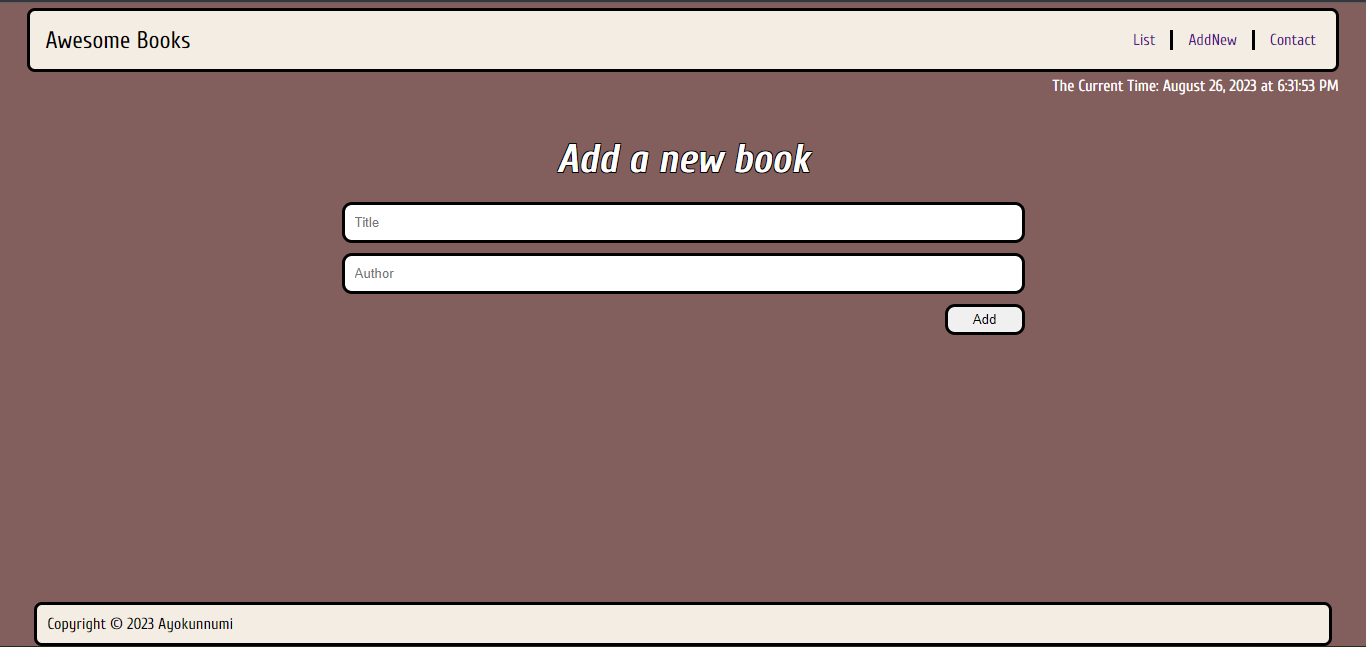 Awesome Books
List AddNew Contact
The Current Time: August 26, 2023 at 6:31:53 PM
Add a new book
Title
Author
Add
Copyright © 2023 Ayokunnumi